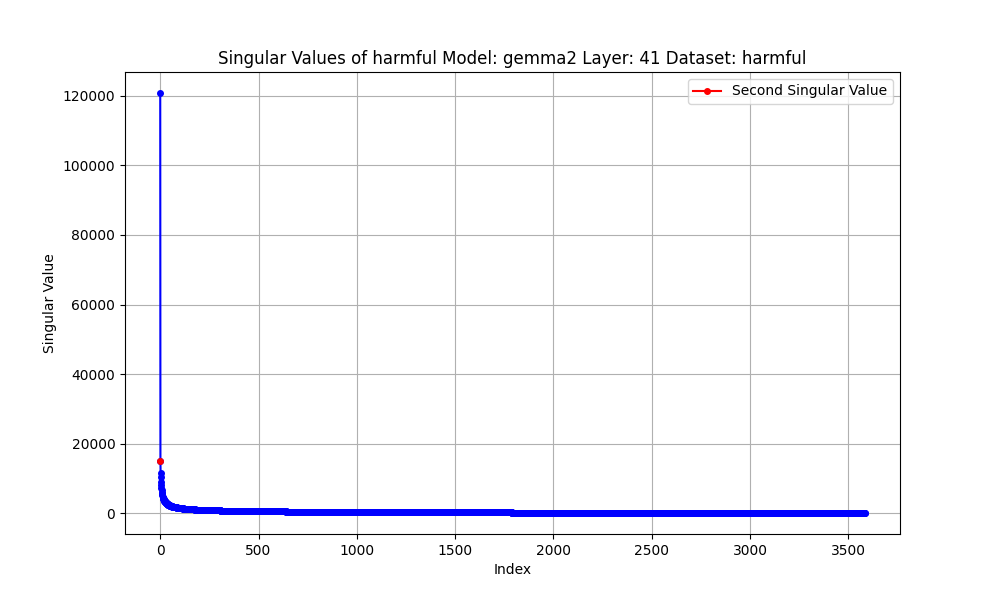 Singular Values of harmful Model: gemma2 Layer: 41 Dataset: harmful
Second Singular Value
120000
100000
80000
60000
40000
20000
0
Singular Value
0 500 1000 1500 2000 2500 3000 3500
Index